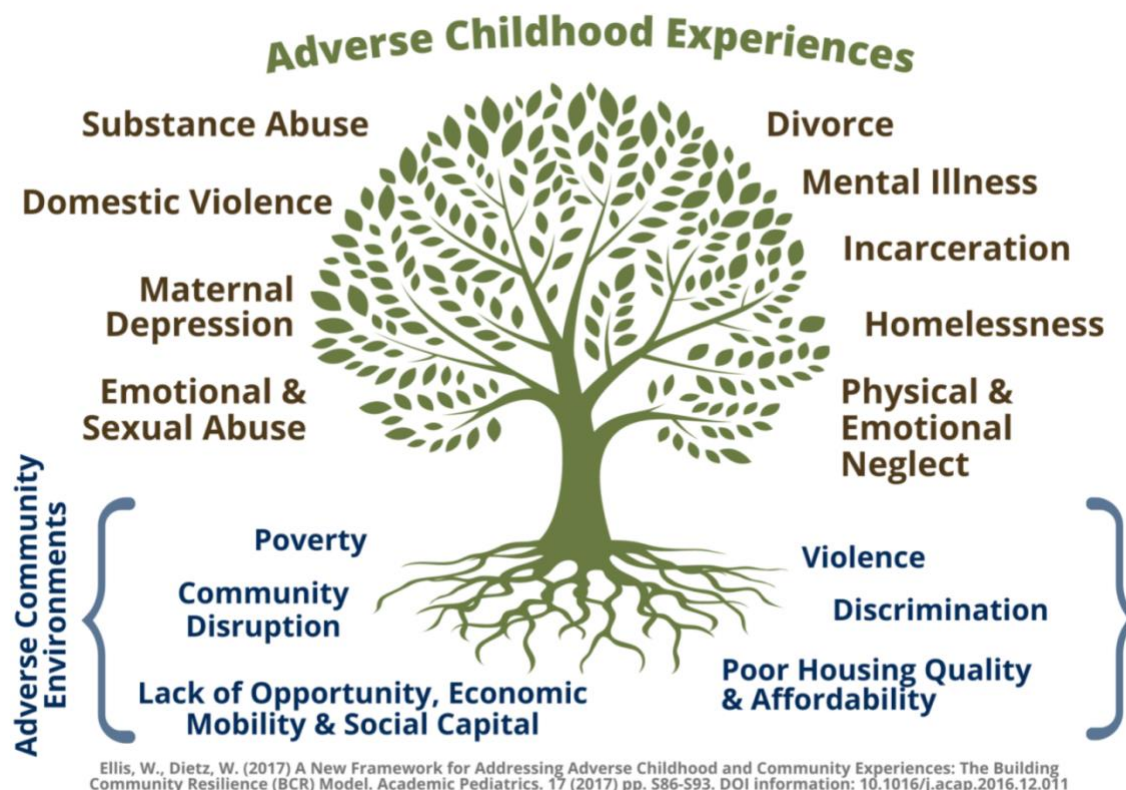 Adverse Childhood Experiences
Substance Abuse
Domestic Violence
Maternal
Depression
Emotional &
Sexual Abuse
Divorce
Mental Illness
Incarceration
Homelessness
Physical &
Emotional
Neglect
Adverse Community
Environments
Poverty
Community
Disruption
Lack of Opportunity, Economic
Mobility & Social Capital
Violence
Discrimination
Poor Housing Quality
& Affordability
Ellis, W., Dietz, W. (2017) A New Framework for Addressing Adverse Childhood and Community Experiences: The Building
Community Resilience (BCR) Model. Academic Pediatrics. 17 (2017) pp. S86-S93. DOI information: 10.1016/j.acap.2016.12.011